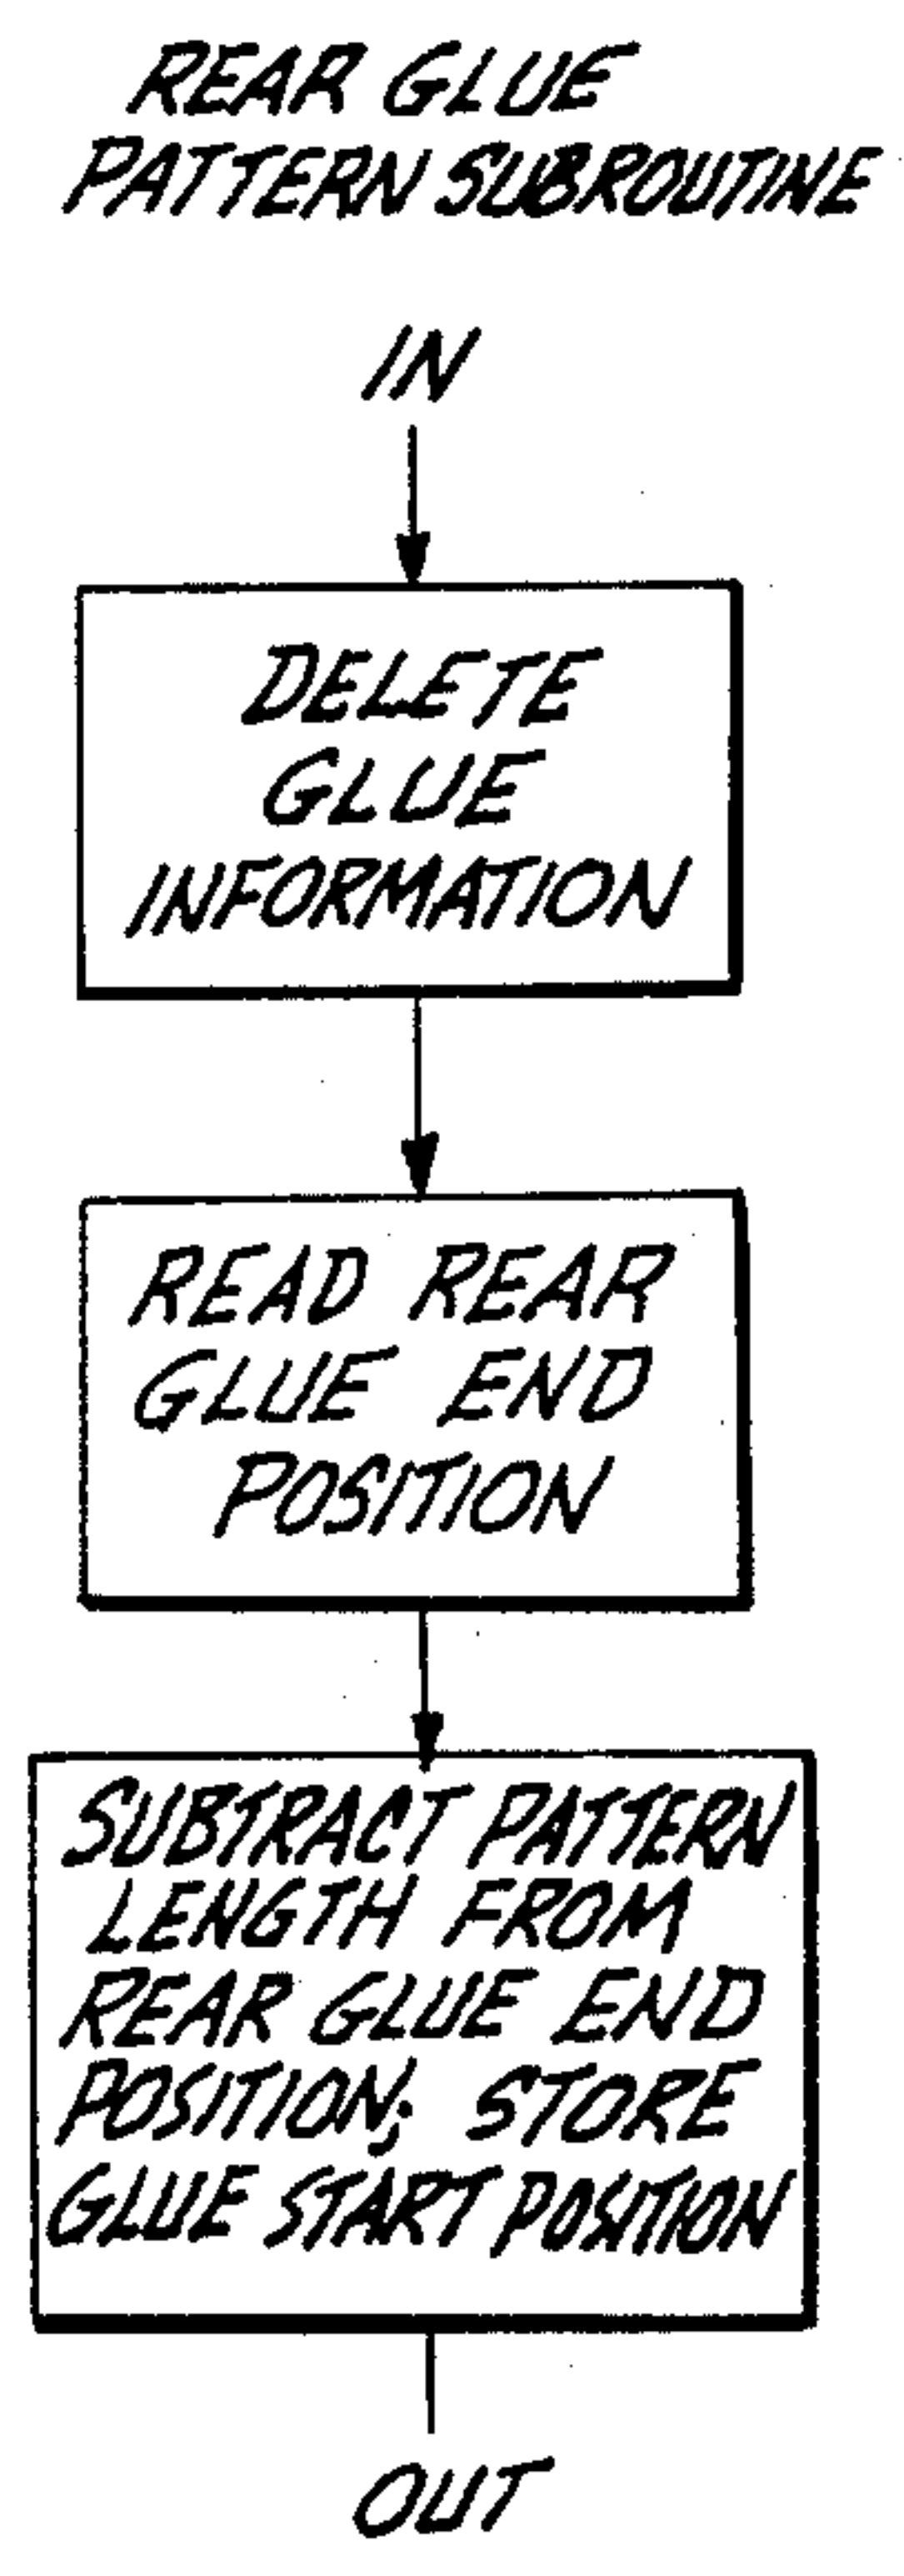 REAR GLUE
PATTERN SUBROUTINE
IN
DELETE
GLUE
INFORMATION
READ REAR
GLUE END
POSITION
SUBTRACT PATTERN
LENGTH FROM
REAR GLUE END
POSITION; STORE
GLUE START POSITION
OUT